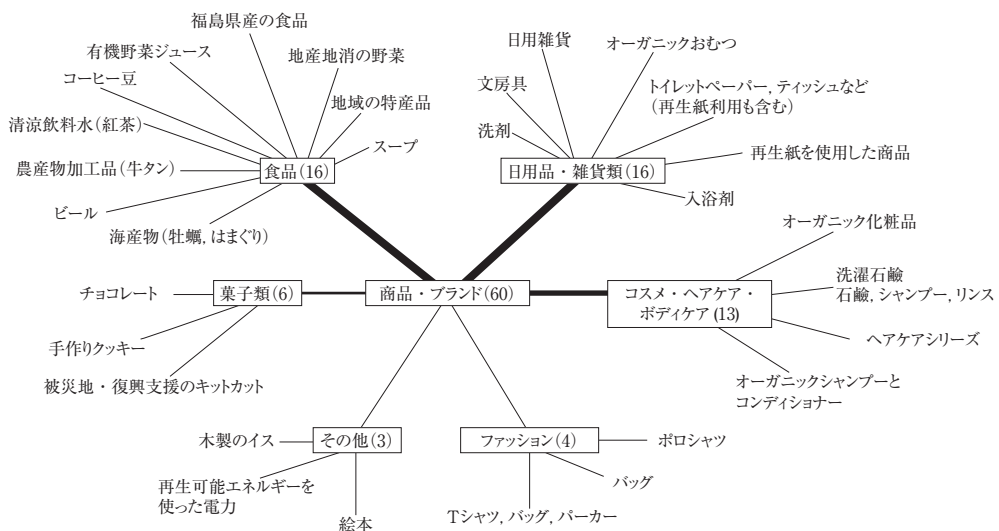 福島県産の食品
有機野菜ジュース
地産地消の野菜
コーヒー豆
地域の特産品
清涼飲料水(紅茶)
スープ
農産物加工品(牛タン)
食品(16)
ビール
海産物(牡蠣, はまぐり)
日用雑貨
オーガニックおむつ
文房具
トイレットペーパー, ティッシュなど
(再生紙利用も含む)
洗剤
再生紙を使用した商品
日用品・雑貨類(16)
入浴剤
チョコレート
菓子類(6)
商品・ブランド(60)
手作りクッキー
被災地・復興支援のキットカット
オーガニック化粧品
コスメ・ヘアケア・
ボディケア(13)
洗濯石鹸
石鹸, シャンプー, リンス
ヘアケアシリーズ
オーガニックシャンプーと
コンディショナー
木製のイス
その他(3)
再生可能エネルギーを
使った電力
絵本
ファッション(4)
ポロシャツ
バッグ
Tシャツ, バッグ, パーカー